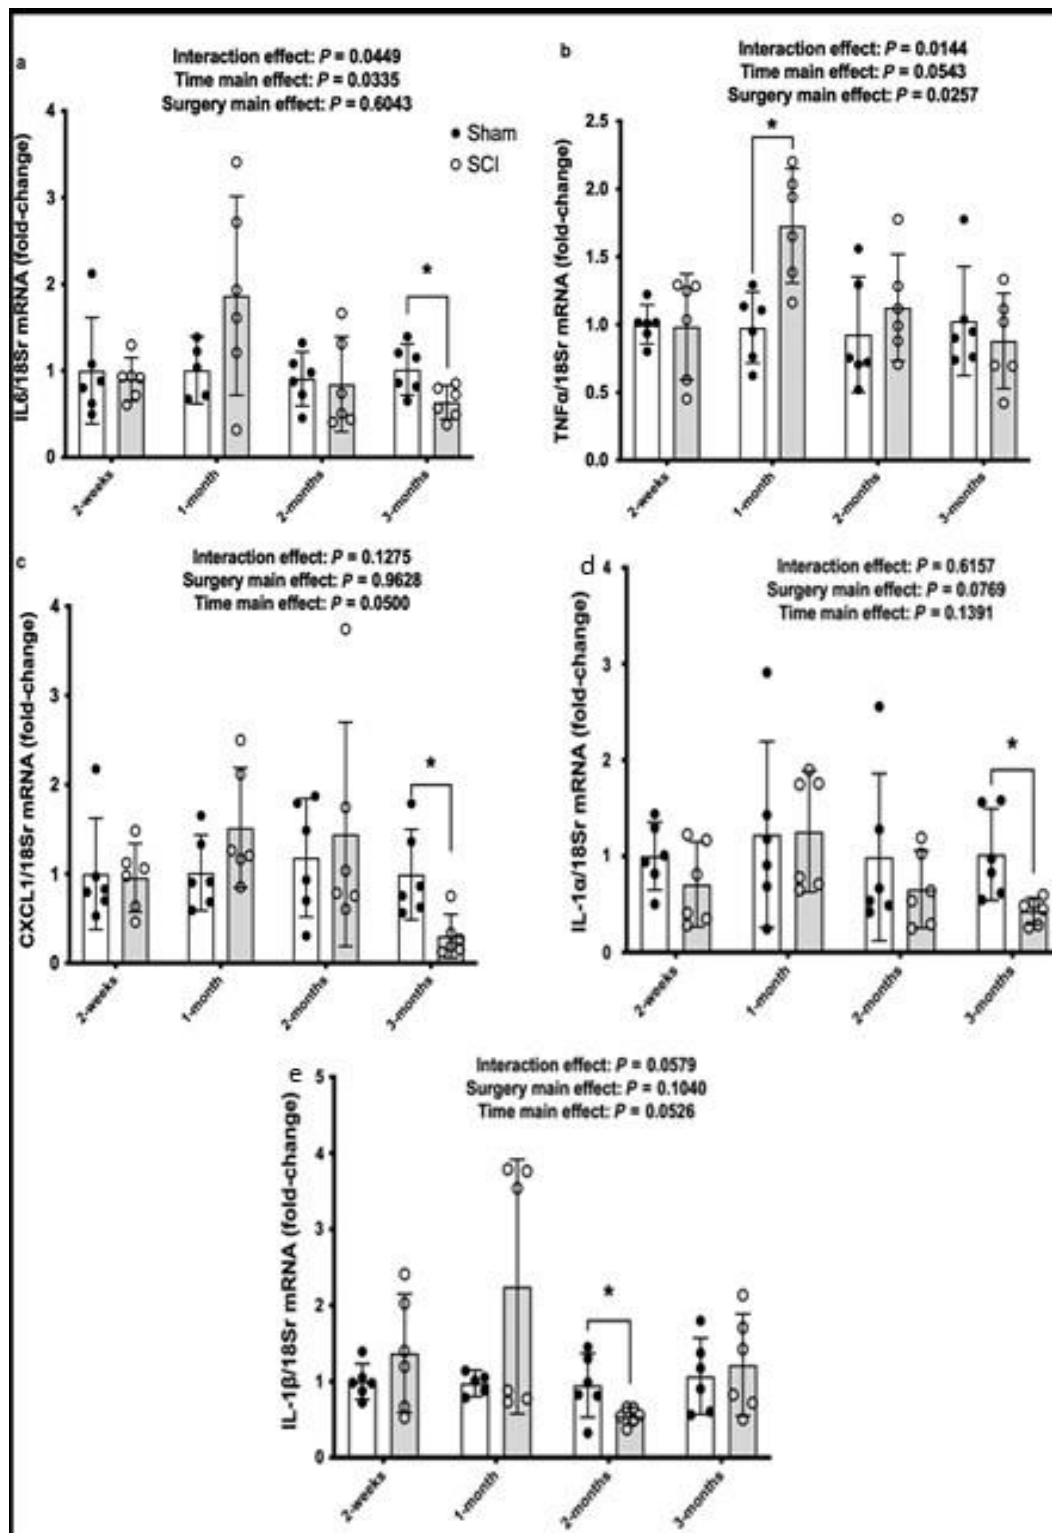 a
Interaction effect: P = 0.0449
Time main effect: P = 0.0335
Surgery main effect: P = 0.6043
IL6/18Sr mRNA (fold-change)
4
3
2
1
0
Sham
SCI
*
2-weeks
1-month
2-months
3-months
b
Interaction effect: P = 0.0144
Time main effect: P = 0.0543
Surgery main effect: P = 0.0257
TNFα/18Sr mRNA (fold-change)
2.5
2.0
1.5
1.0
0.5
0.0
*
2-weeks
1-month
2-months
3-months
c
Interaction effect: P = 0.1275
Surgery main effect: P = 0.9628
Time main effect: P = 0.0500
CXCL1/18Sr mRNA (fold-change)
4
3
2
1
0
*
2-weeks
1-month
2-months
3-months
d
Interaction effect: P = 0.6157
Surgery main effect: P = 0.0769
Time main effect: P = 0.1391
IL-1α/18Sr mRNA (fold-change)
4
3
2
1
0
*
2-weeks
1-month
2-months
3-months
e
Interaction effect: P = 0.0579
Surgery main effect: P = 0.1040
Time main effect: P = 0.0526
IL-1β/18Sr mRNA (fold-change)
5
4
3
2
1
0
*
2-weeks
1-month
2-months
3-months